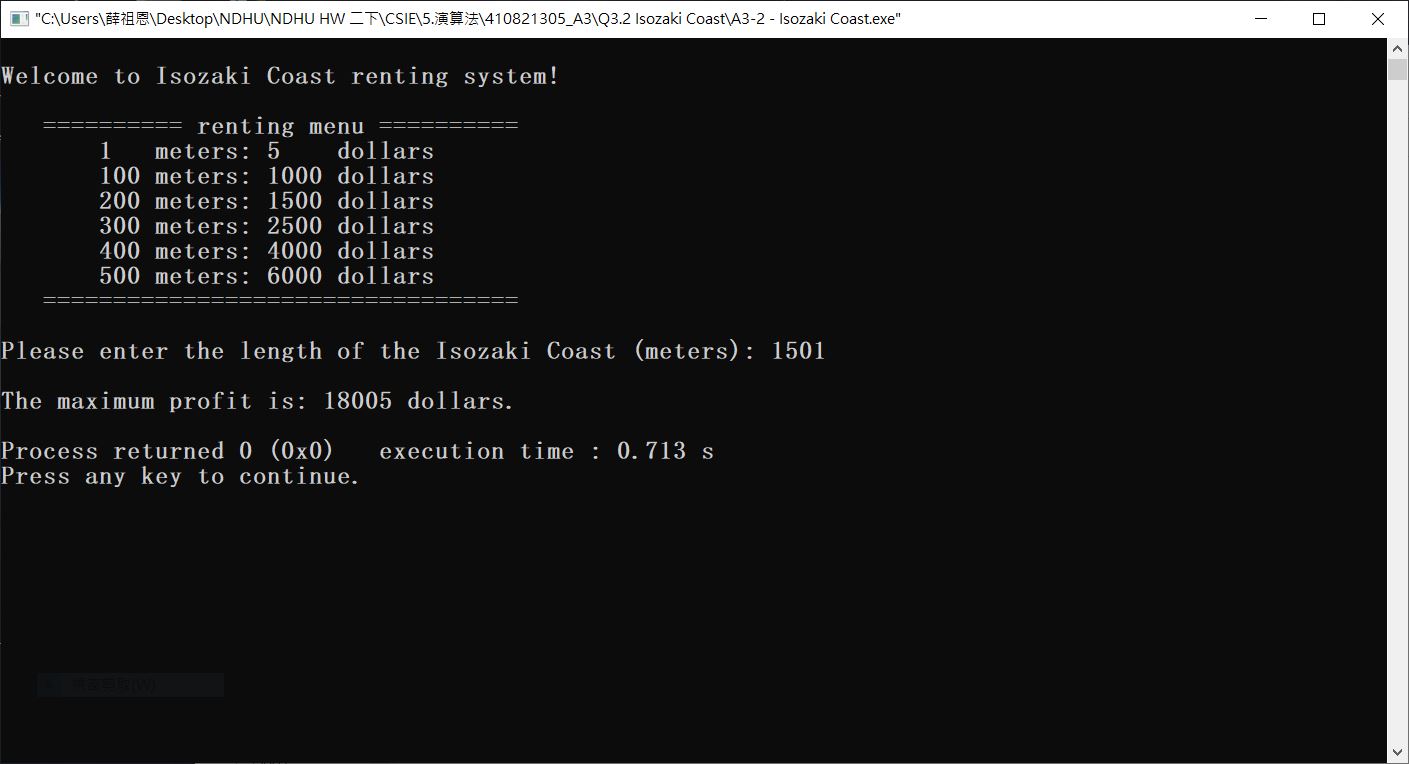 "C:\Users\薛祖恩\Desktop\NDHU\NDHU HW 二下\CSIE\5.演算法\410821305_A3\Q3.2 Isozaki Coast\A3-2 - Isozaki Coast.exe"
Welcome to Isozaki Coast renting system!
========== renting menu ==========
1 meters: 5 dollars
100 meters: 1000 dollars
200 meters: 1500 dollars
300 meters: 2500 dollars
400 meters: 4000 dollars
500 meters: 6000 dollars
==================================
Please enter the length of the Isozaki Coast (meters): 1501
The maximum profit is: 18005 dollars.
Process returned 0 (0x0) execution time : 0.713 s
Press any key to continue.